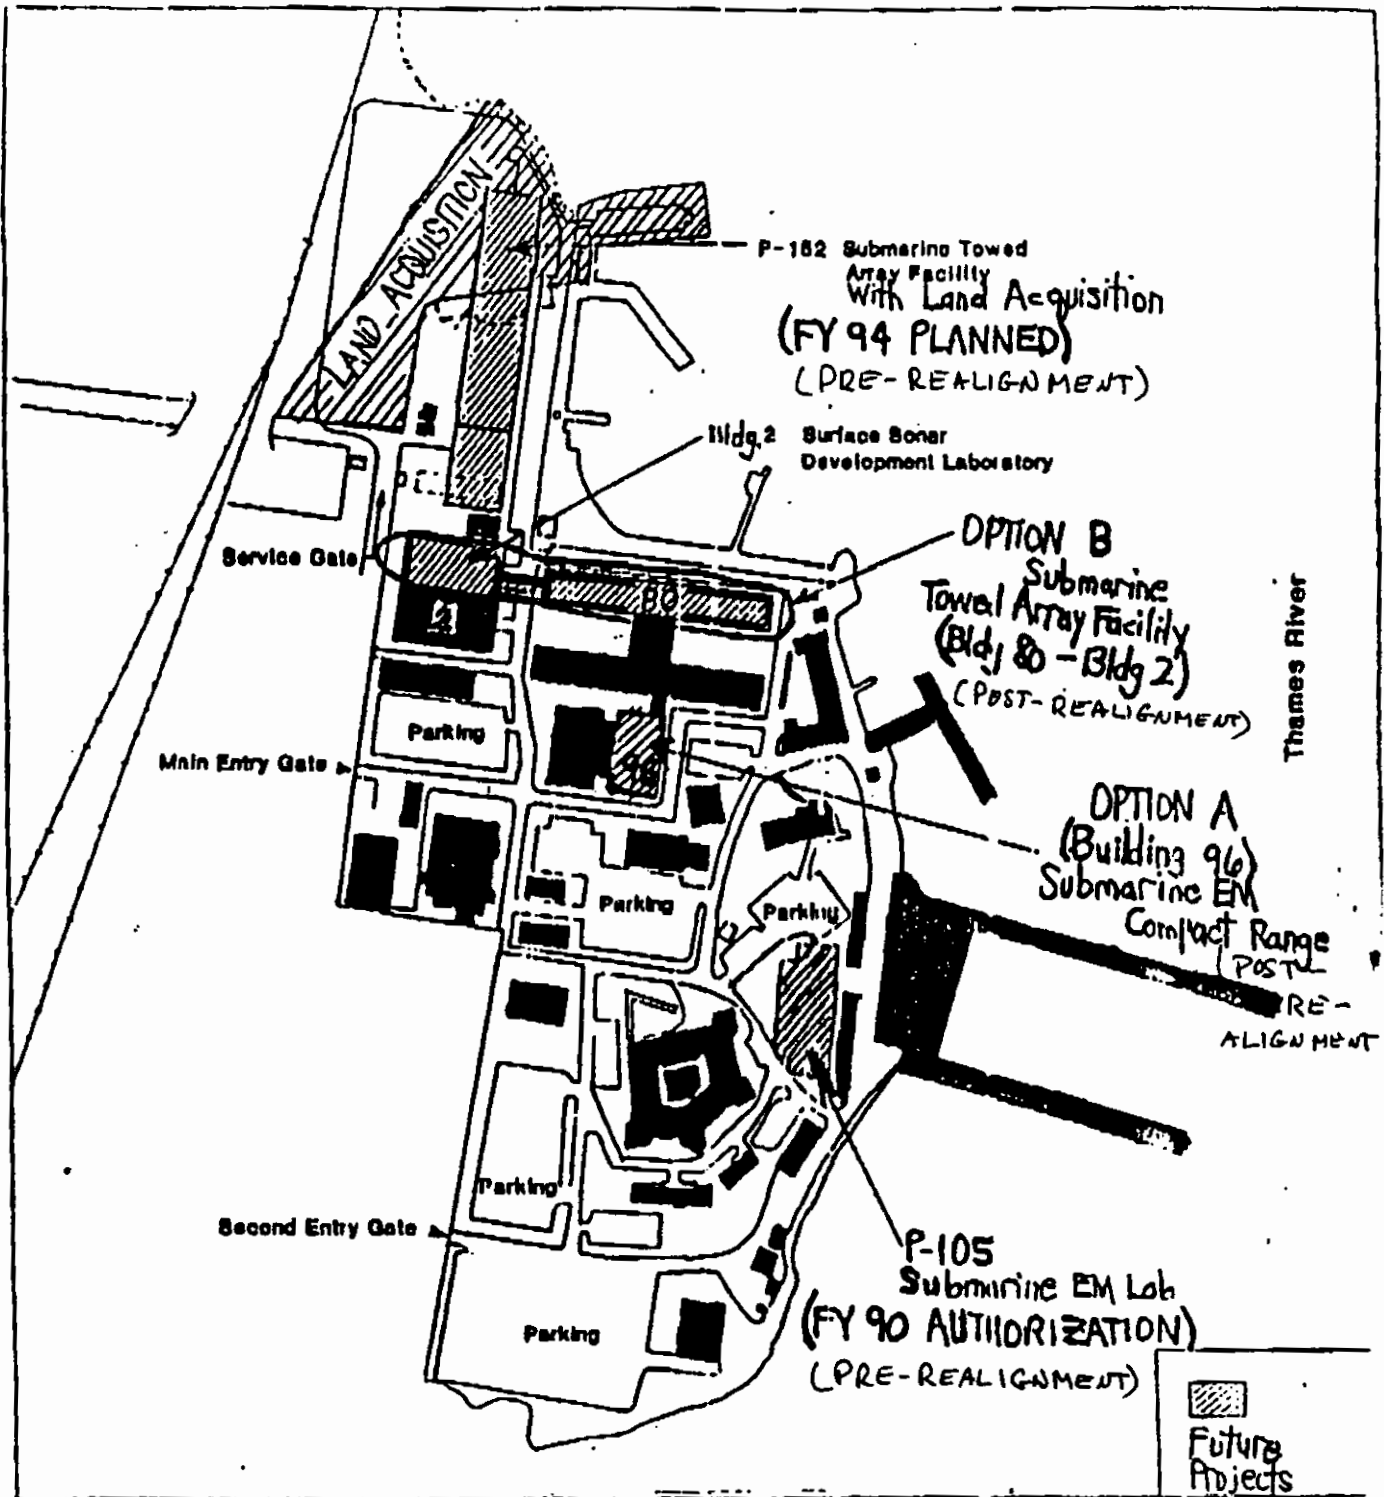 LAND ACQUISITION
P-182 Submarine Towed
Array Facility
With Land Acquisition
(FY 94 PLANNED)
(PRE-REALIGNMENT)
Bldg. 2 Surface Sonar
Development Laboratory
OPTION B
Submarine
Towed Array Facility
(Bldg 80 - Bldg 2)
(POST-REALIGNMENT)
Thames River
Service Gate
80
2
Parking
Main Entry Gate
96
OPTION A
(Building 96)
Submarine EM
Compact Range
(POST-
RE-
ALIGNMENT
Parking
Parking
Parking
Second Entry Gate
P-105
Submarine EM Lab
(FY 90 AUTHORIZATION)
(PRE-REALIGNMENT)
Parking
Future
Projects